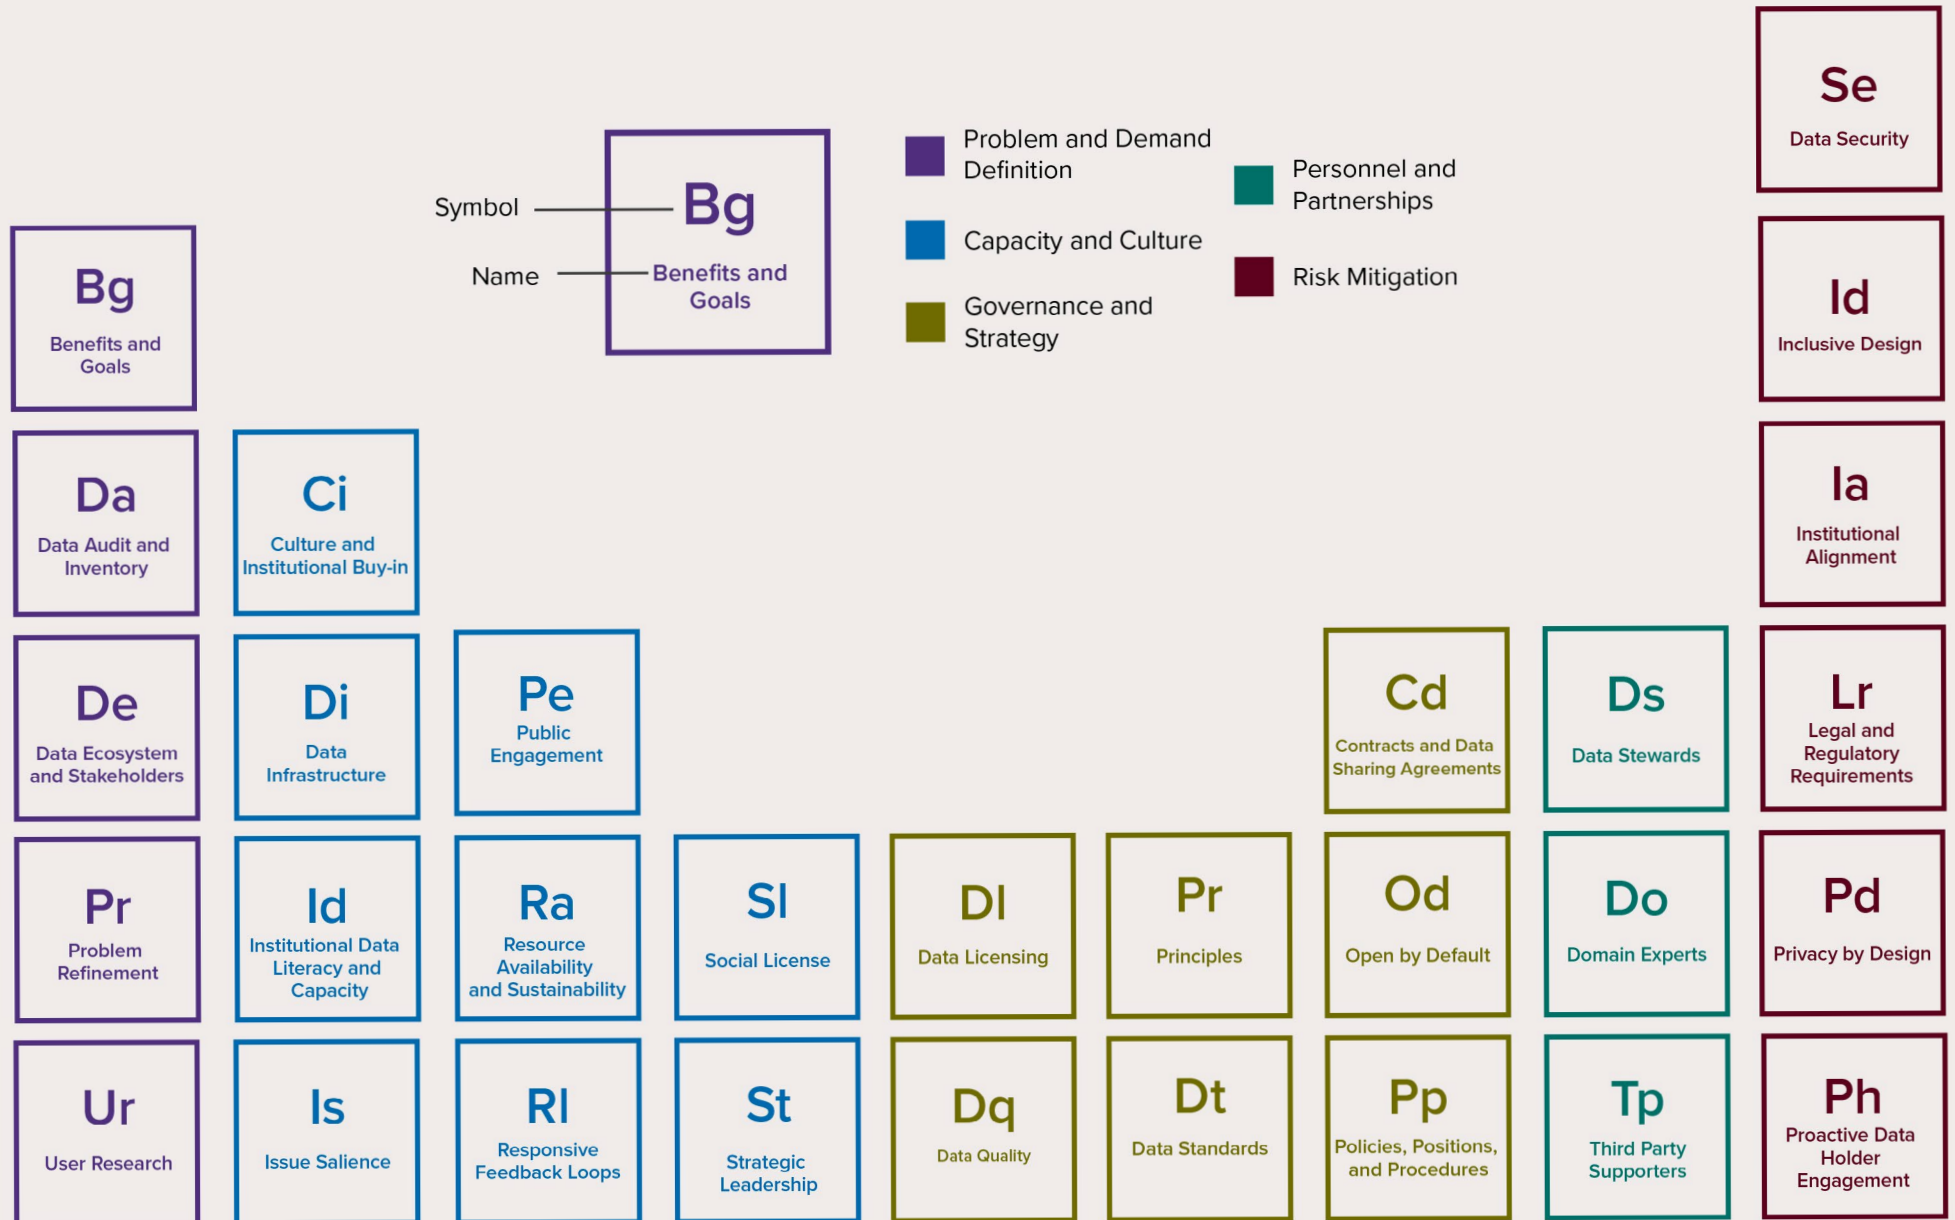 Se
Data Security
Symbol
Bg
Name
Benefits and
Goals
Problem and Demand
Definition
Capacity and Culture
Governance and
Strategy
Personnel and
Partnerships
Risk Mitigation
Bg
Benefits and
Goals
Id
Inclusive Design
Da
Data Audit and
Inventory
Ci
Culture and
Institutional Buy-in
Ia
Institutional
Alignment
De
Data Ecosystem
and Stakeholders
Di
Data
Infrastructure
Pe
Public
Engagement
Cd
Contracts and Data
Sharing Agreements
Ds
Data Stewards
Lr
Legal and
Regulatory
Requirements
Pr
Problem
Refinement
Id
Institutional Data
Literacy and
Capacity
Ra
Resource
Availability
and Sustainability
Sl
Social License
Dl
Data Licensing
Pr
Principles
Od
Open by Default
Do
Domain Experts
Pd
Privacy by Design
Ur
User Research
Is
Issue Salience
Rl
Responsive
Feedback Loops
St
Strategic
Leadership
Dq
Data Quality
Dt
Data Standards
Pp
Policies, Positions,
and Procedures
Tp
Third Party
Supporters
Ph
Proactive Data
Holder
Engagement